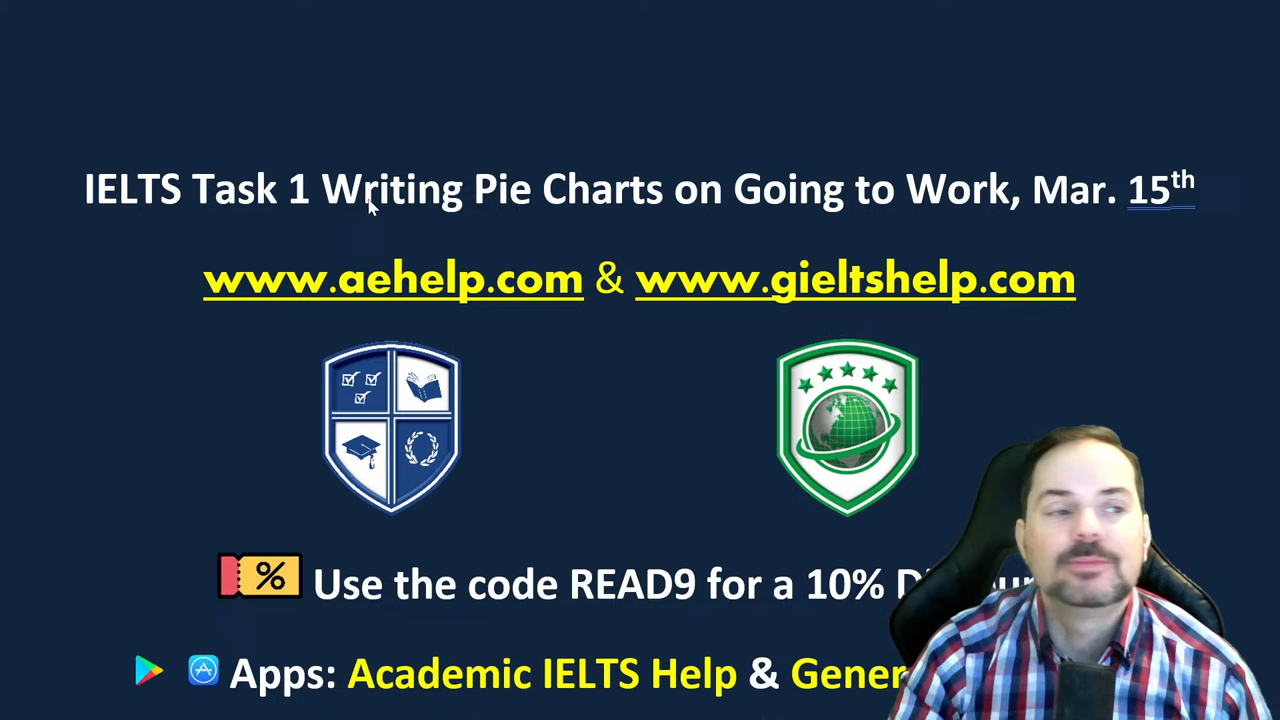 IELTS Task 1 Writing Pie Charts on Going to Work, Mar. 15th
www.aehelp.com & www.gieltshelp.com
% Use the code READ9 for a 10%
Apps: Academic IELTS Help &